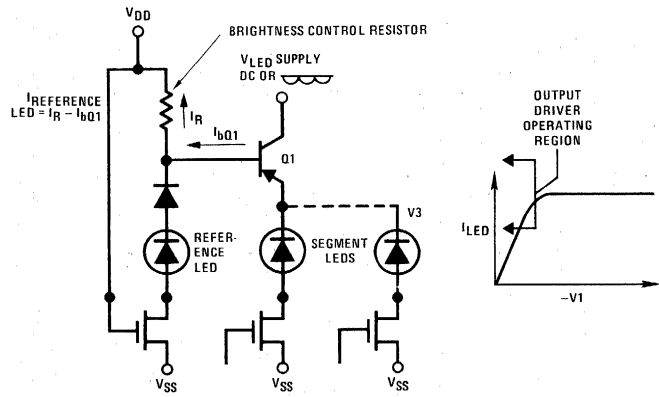 VDD
BRIGHTNESS CONTROL RESISTOR
VLED SUPPLY
DC OR
IREFERENCE
LED = IR – IbQ1
IR
IbQ1
Q1
OUTPUT
DRIVER
OPERATING
REGION
V3
REFER-
ENCE
LED
SEGMENT
LEDS
ILED
–V1
VSS
VSS
VSS